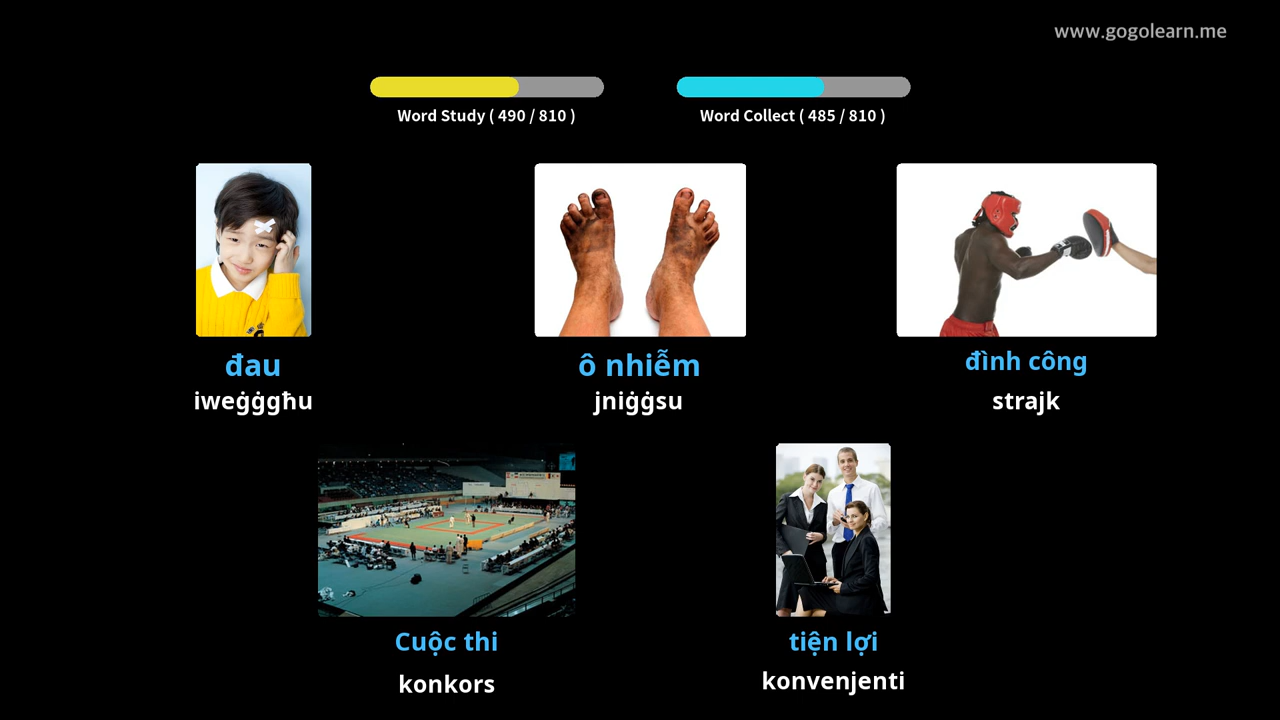 www.gogolearn.me
Word Study ( 490 / 810 )
Word Collect ( 485 / 810 )
đau
iweġġgħu
ô nhiễm
jniġġsu
đình công
strajk
Cuộc thi
konkors
tiện lợi
konvenjenti